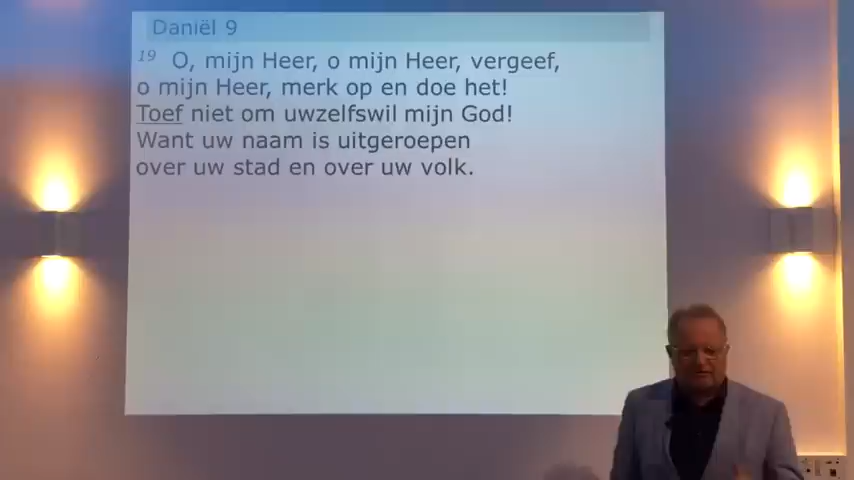 Daniël 9
19 O, mijn Heer, o mijn Heer, vergeef,
o mijn Heer, merk op en doe het!
Toef niet om uwzelfswil mijn God!
Want uw naam is uitgeroepen
over uw stad en over uw volk.